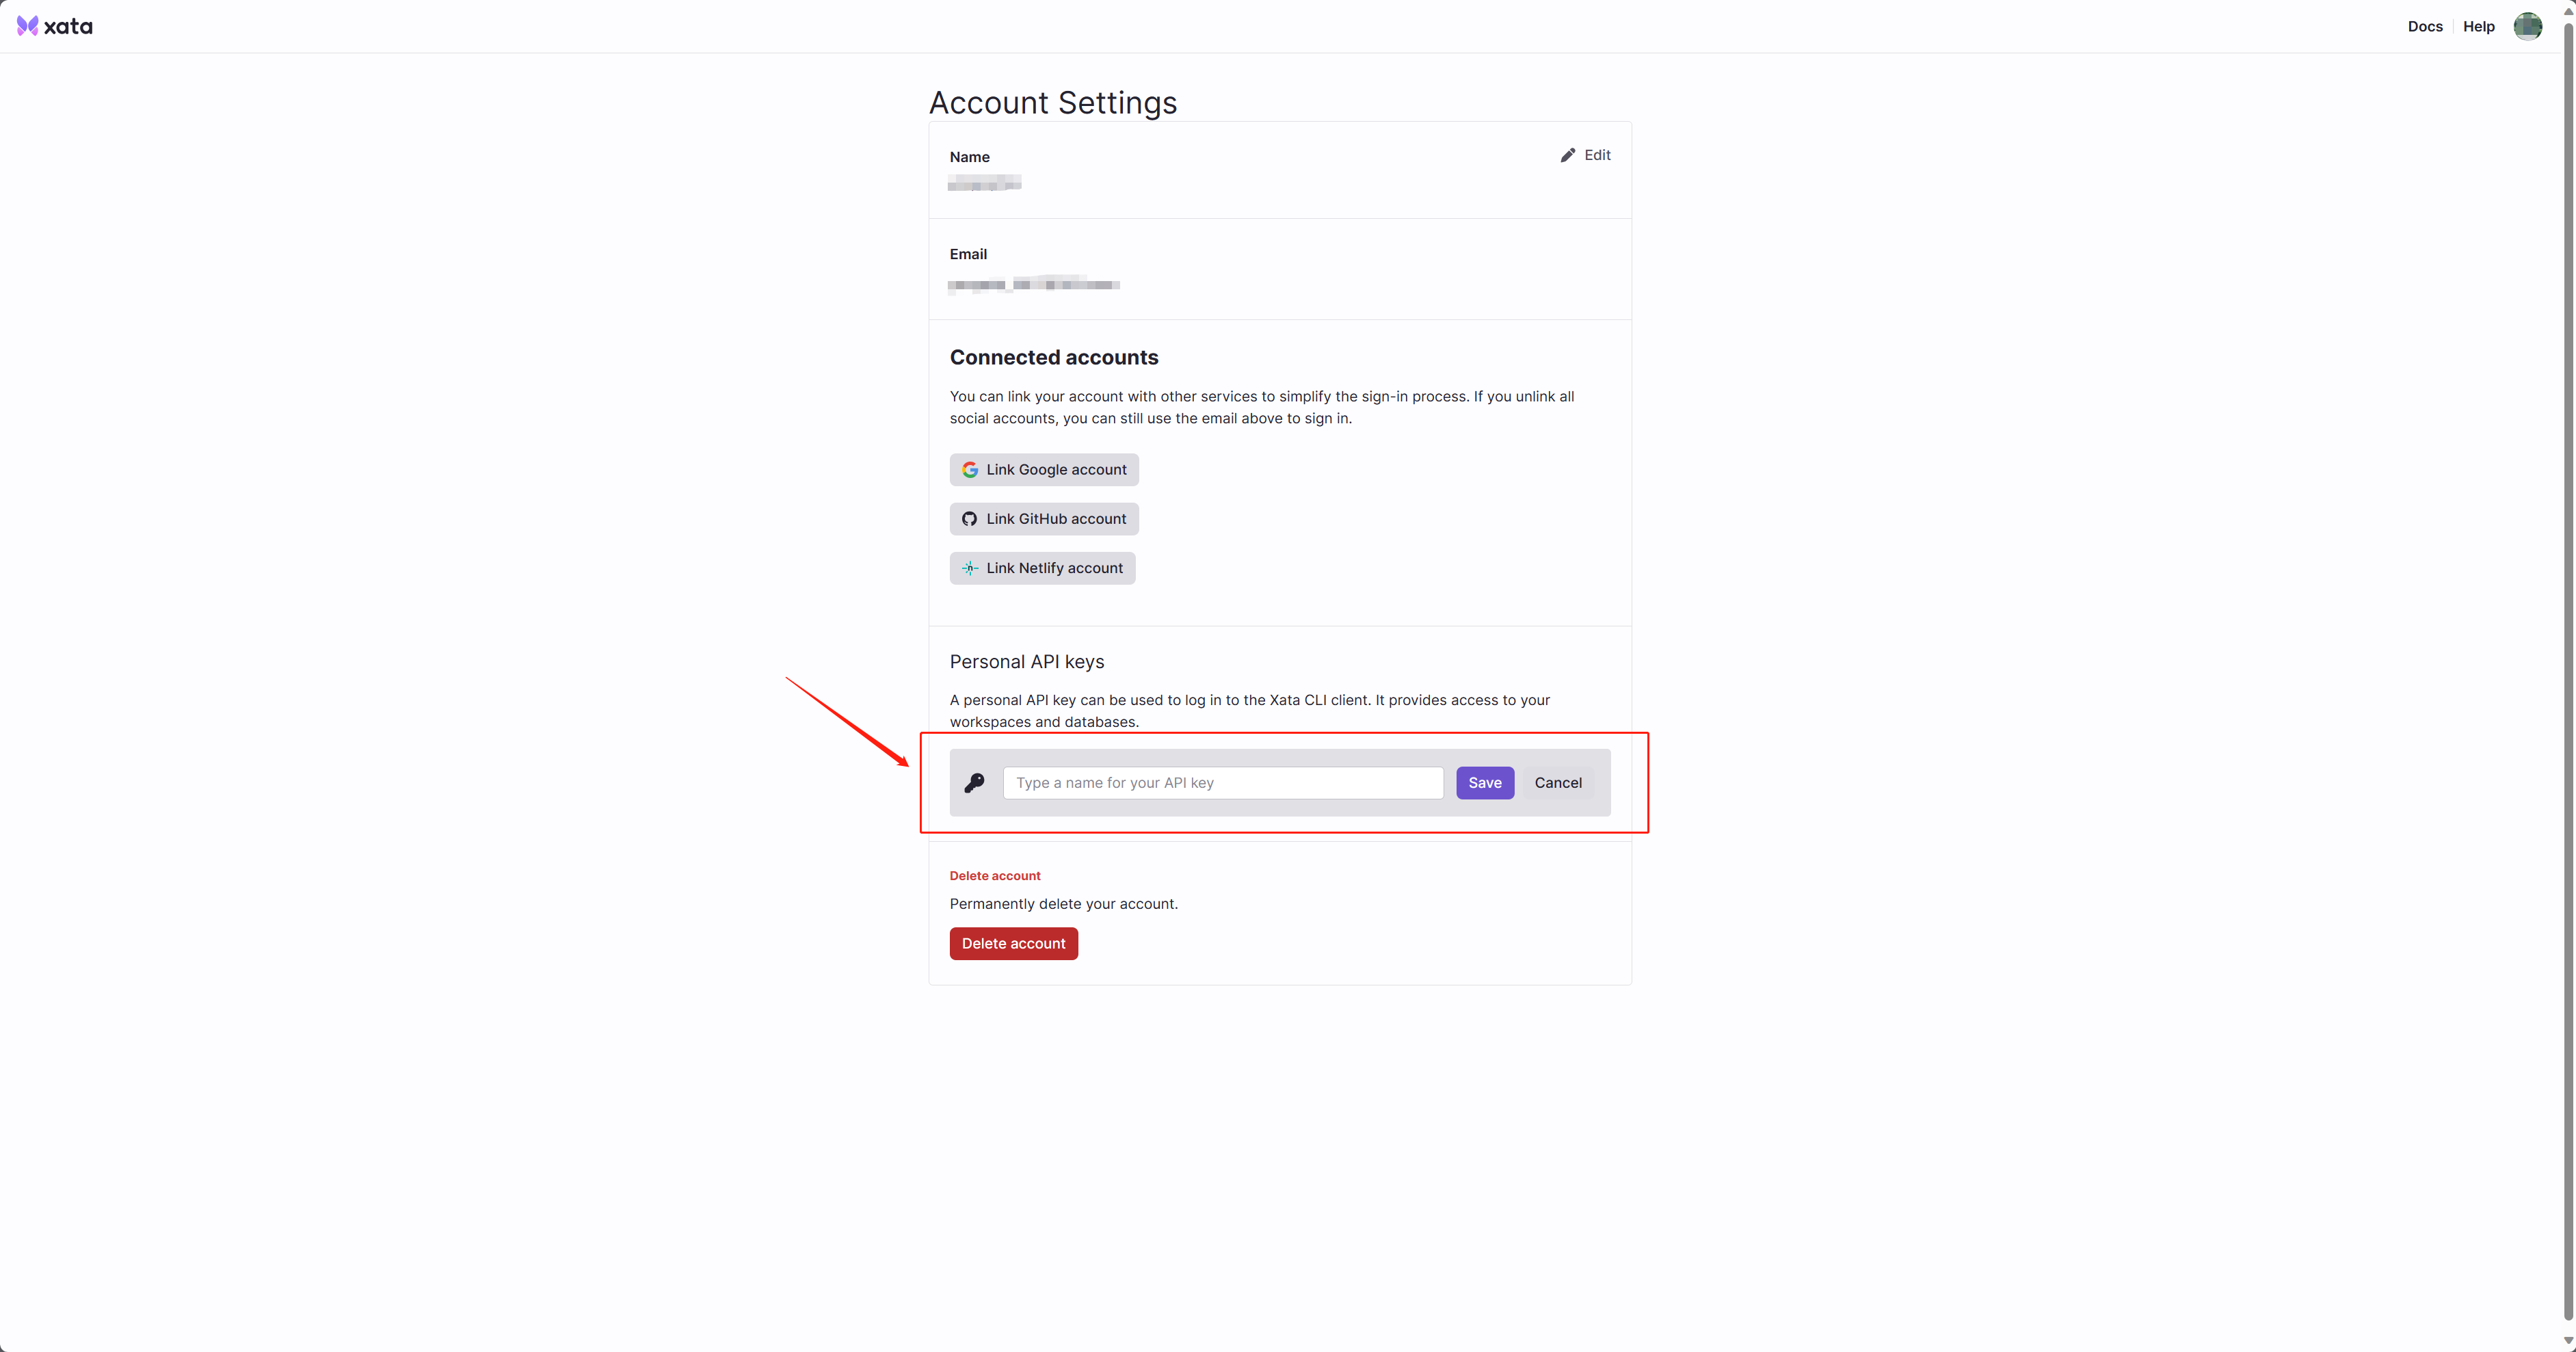 xata
Docs
Help
Account Settings
Name
Edit
Email
Connected accounts
You can link your account with other services to simplify the sign-in process. If you unlink all
social accounts, you can still use the email above to sign in.
Link Google account
Link GitHub account
Link Netlify account
Personal API keys
A personal API key can be used to log in to the Xata CLI client. It provides access to your
workspaces and databases.
Type a name for your API key
Save
Cancel
Delete account
Permanently delete your account.
Delete account